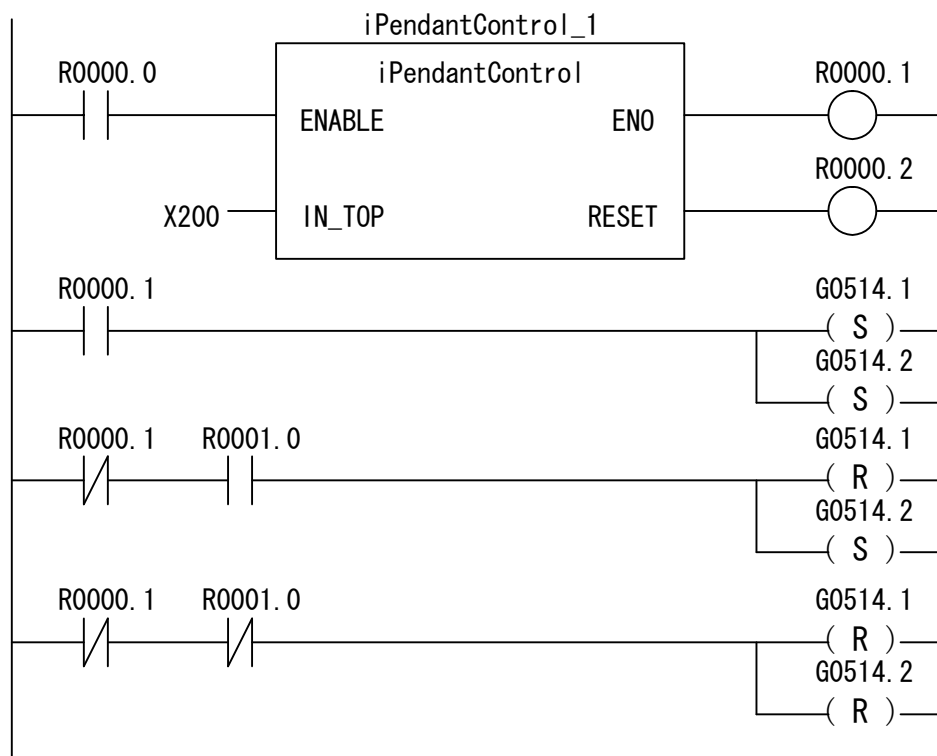 iPendantControl_1
R0000.0
iPendantControl
R0000.1
ENABLE
ENO
R0000.2
X200
IN_TOP
RESET
R0000.1
G0514.1
( S )
G0514.2
( S )
R0000.1
R0001.0
G0514.1
( R )
G0514.2
( S )
R0000.1
R0001.0
G0514.1
( R )
G0514.2
( R )